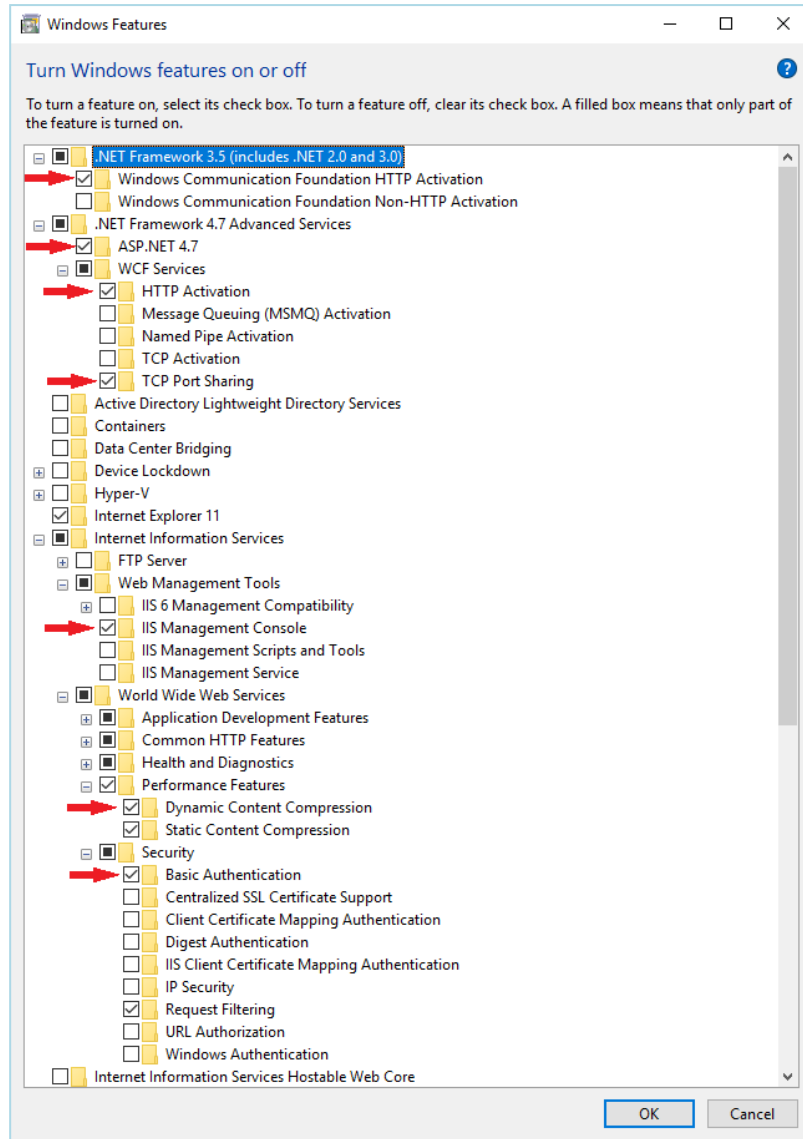 Windows Features
Turn Windows features on or off
To turn a feature on, select its check box. To turn a feature off, clear its check box. A filled box means that only part of
the feature is turned on.
.NET Framework 3.5 (includes .NET 2.0 and 3.0)
Windows Communication Foundation HTTP Activation
Windows Communication Foundation Non-HTTP Activation
.NET Framework 4.7 Advanced Services
ASP.NET 4.7
WCF Services
HTTP Activation
Message Queuing (MSMQ) Activation
Named Pipe Activation
TCP Activation
TCP Port Sharing
Active Directory Lightweight Directory Services
Containers
Data Center Bridging
Device Lockdown
Hyper-V
Internet Explorer 11
Internet Information Services
FTP Server
Web Management Tools
IIS 6 Management Compatibility
IIS Management Console
IIS Management Scripts and Tools
IIS Management Service
World Wide Web Services
Application Development Features
Common HTTP Features
Health and Diagnostics
Performance Features
Dynamic Content Compression
Static Content Compression
Security
Basic Authentication
Centralized SSL Certificate Support
Client Certificate Mapping Authentication
Digest Authentication
IIS Client Certificate Mapping Authentication
IP Security
Request Filtering
URL Authorization
Windows Authentication
Internet Information Services Hostable Web Core
OK Cancel